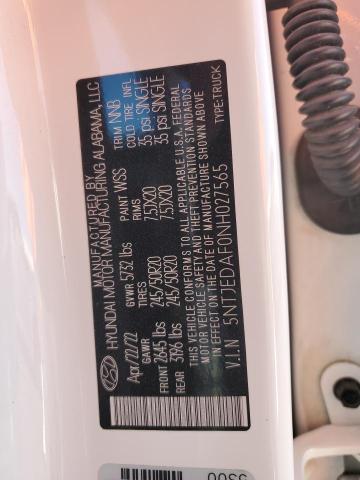 MANUFACTURED BY
HYUNDAI MOTOR MANUFACTURING ALABAMA, LLC.
Apr/22/22 GVWR 5732 lbs PAINT WSS TRIM NNB
GAWR TIRES RIMS COLD TIRE INFL
FRONT 2645 lbs 245/50R20 7.5JX20 35 psi SINGLE
REAR 3196 lbs 245/50R20 7.5JX20 35 psi SINGLE
THIS VEHICLE CONFORMS TO ALL APPLICABLE U.S.A. FEDERAL
MOTOR VEHICLE SAFETY AND THEFT PREVENTION STANDARDS
IN EFFECT ON THE DATE OF MANUFACTURE SHOWN ABOVE
V.I.N 5NTJEDAF0NH027565 TYPE:TRUCK